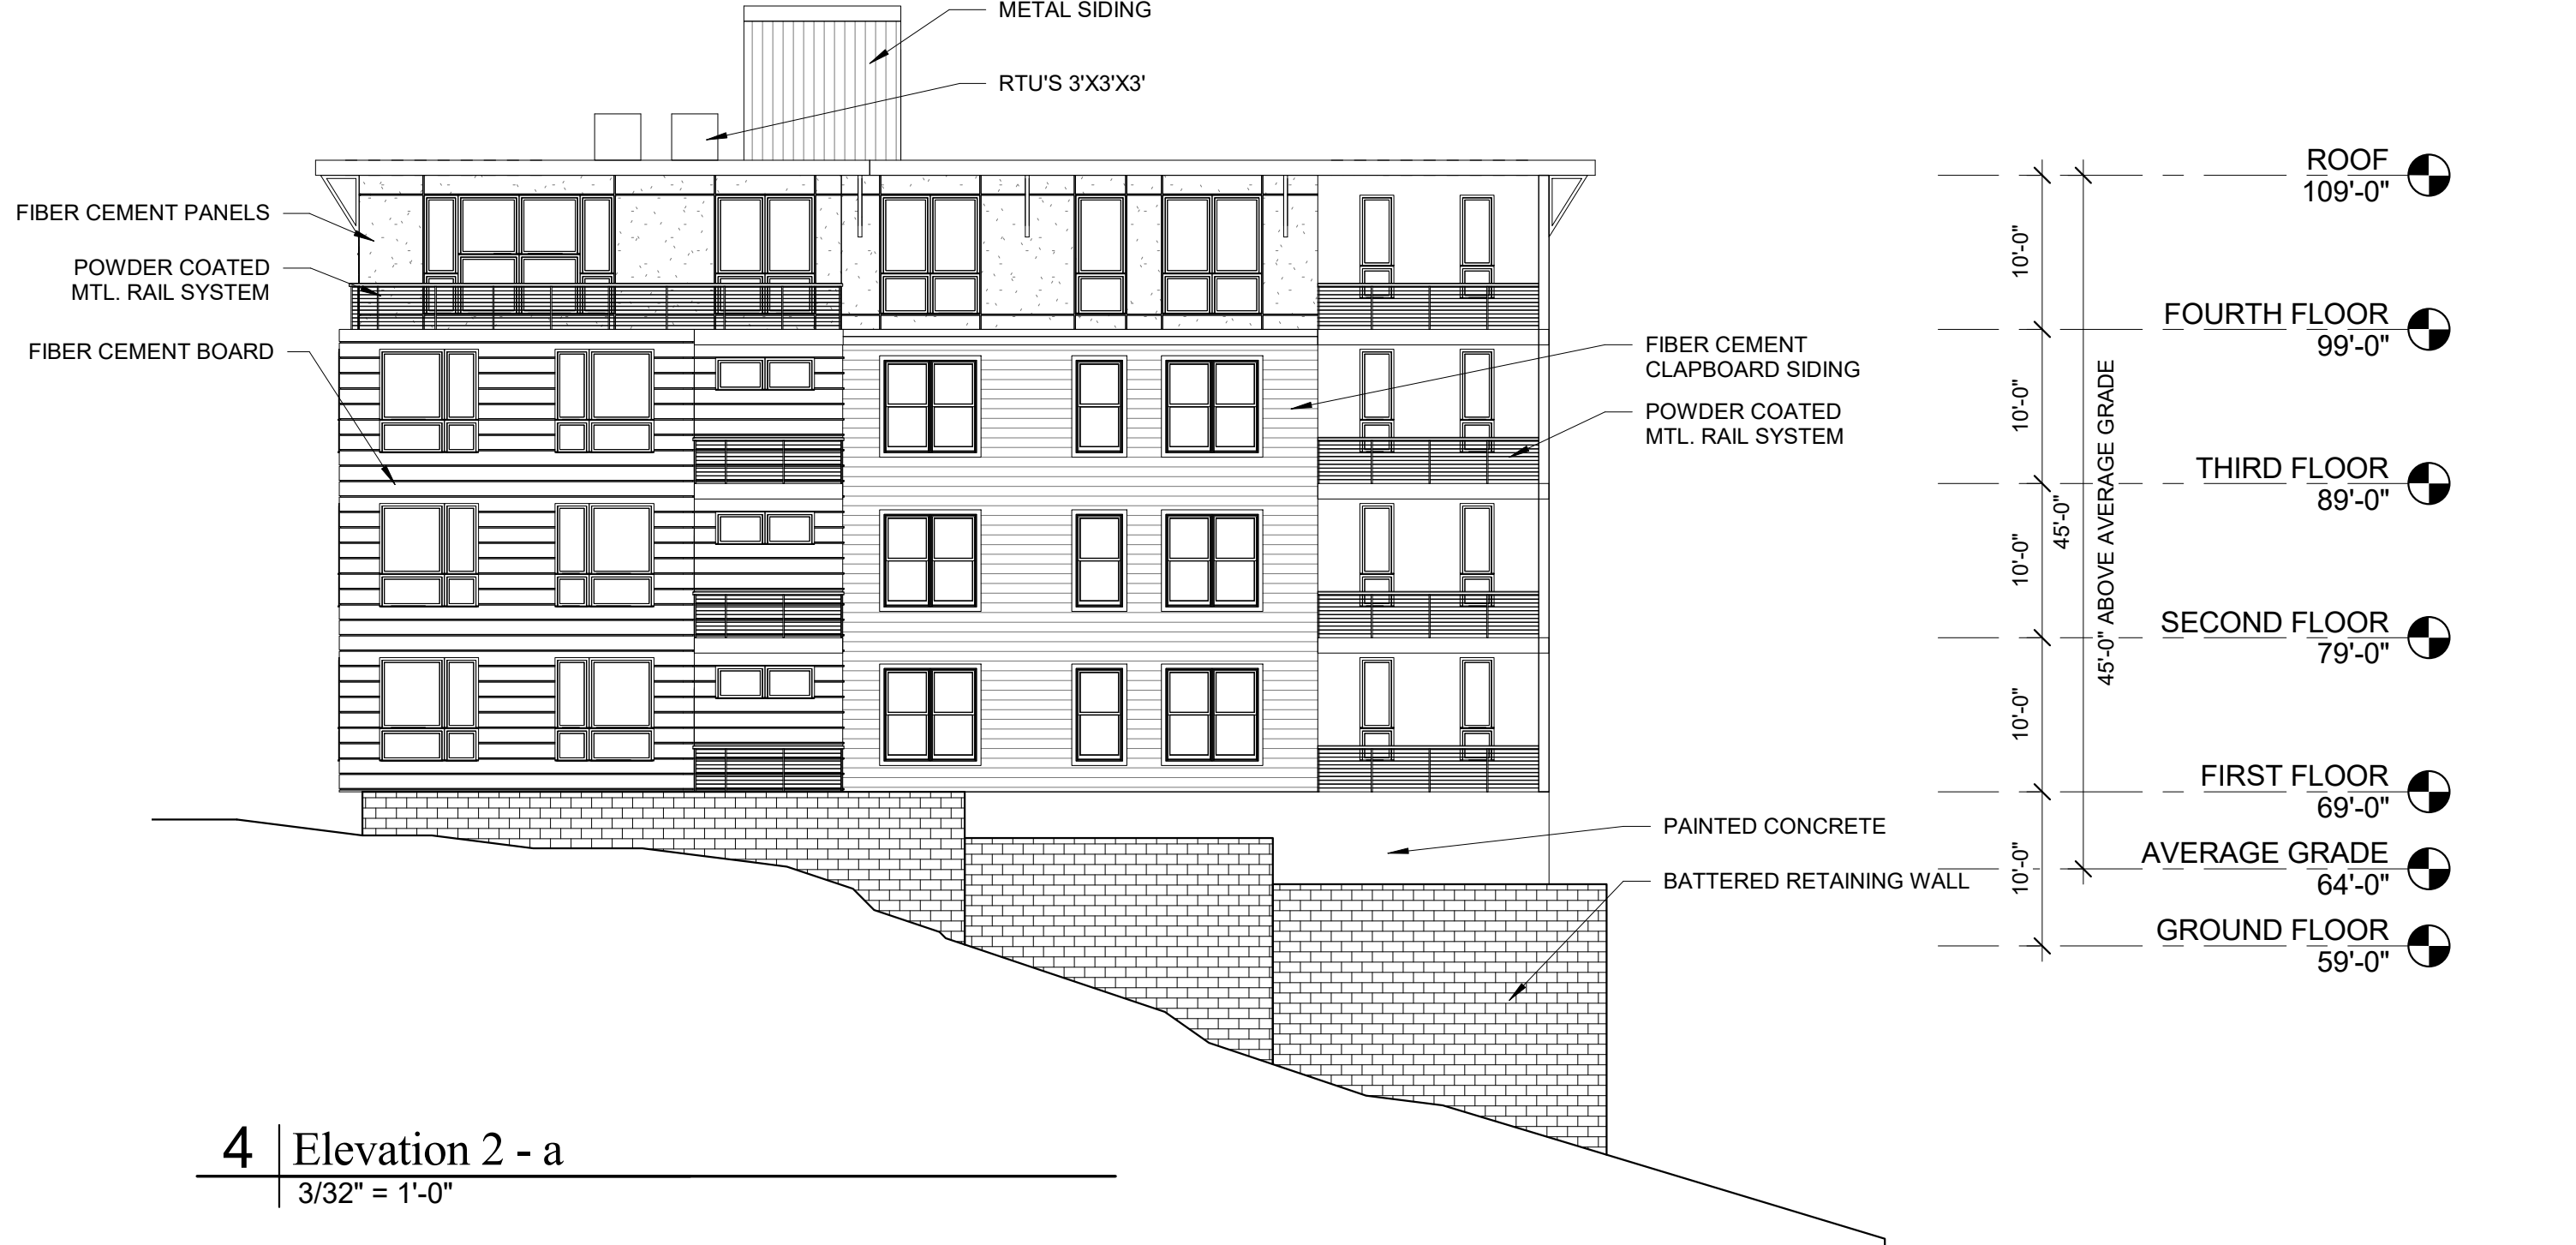 METAL SIDING
RTU'S 3'X3'X3'
FIBER CEMENT PANELS
POWDER COATED
MTL. RAIL SYSTEM
FIBER CEMENT BOARD
FIBER CEMENT
CLAPBOARD SIDING
POWDER COATED
MTL. RAIL SYSTEM
PAINTED CONCRETE
BATTERED RETAINING WALL
10'-0"
10'-0"
10'-0"
10'-0"
10'-0"
45'-0"
45'-0" ABOVE AVERAGE GRADE
ROOF
109'-0"
FOURTH FLOOR
99'-0"
THIRD FLOOR
89'-0"
SECOND FLOOR
79'-0"
FIRST FLOOR
69'-0"
AVERAGE GRADE
64'-0"
GROUND FLOOR
59'-0"
4 Elevation 2 - a
3/32" = 1'-0"